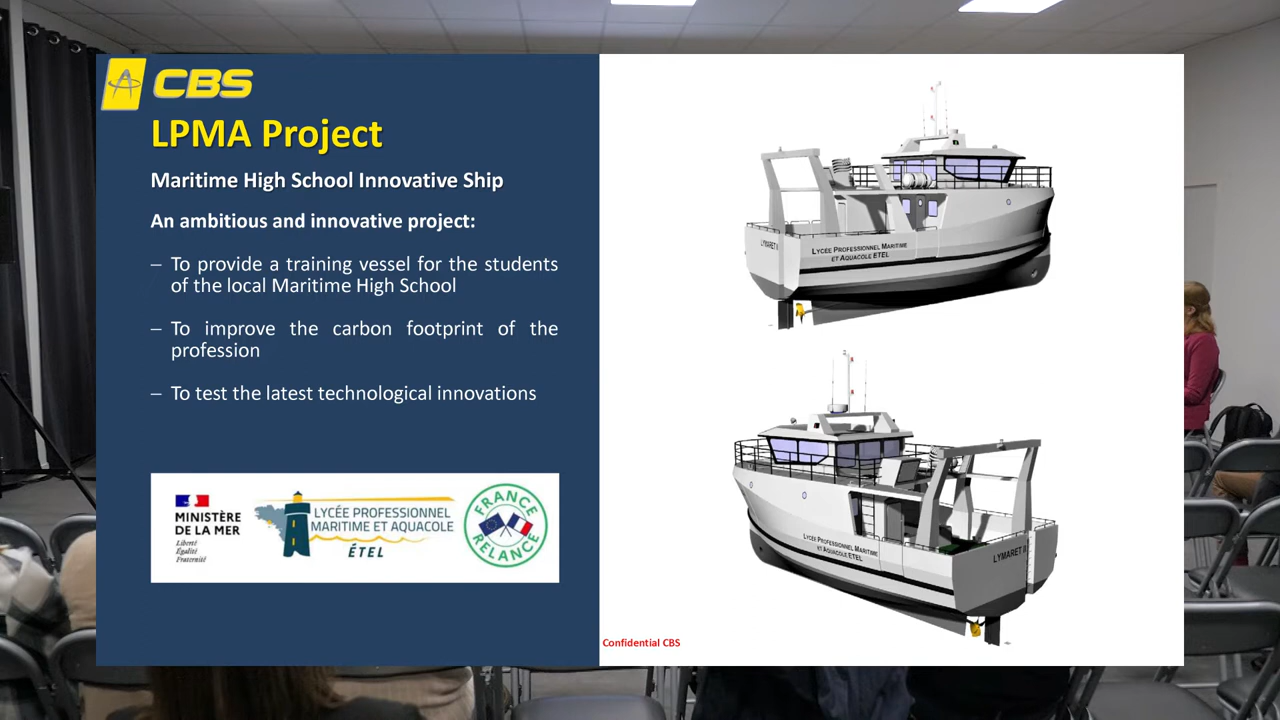 CBS
LPMA Project
Maritime High School Innovative Ship
An ambitious and innovative project:
– To provide a training vessel for the students
of the local Maritime High School
– To improve the carbon footprint of the
profession
– To test the latest technological innovations
MINISTÈRE
DE LA MER
Liberté
Égalité
Fraternité
LYCÉE PROFESSIONNEL
MARITIME ET AQUACOLE
ÉTEL
FRANCE
RELANCE
LYMARET II
LYCÉE PROFESSIONNEL MARITIME
ET AQUACOLE ETEL
LYCÉE PROFESSIONNEL MARITIME
ET AQUACOLE ETEL
LYMARET II
Confidential CBS